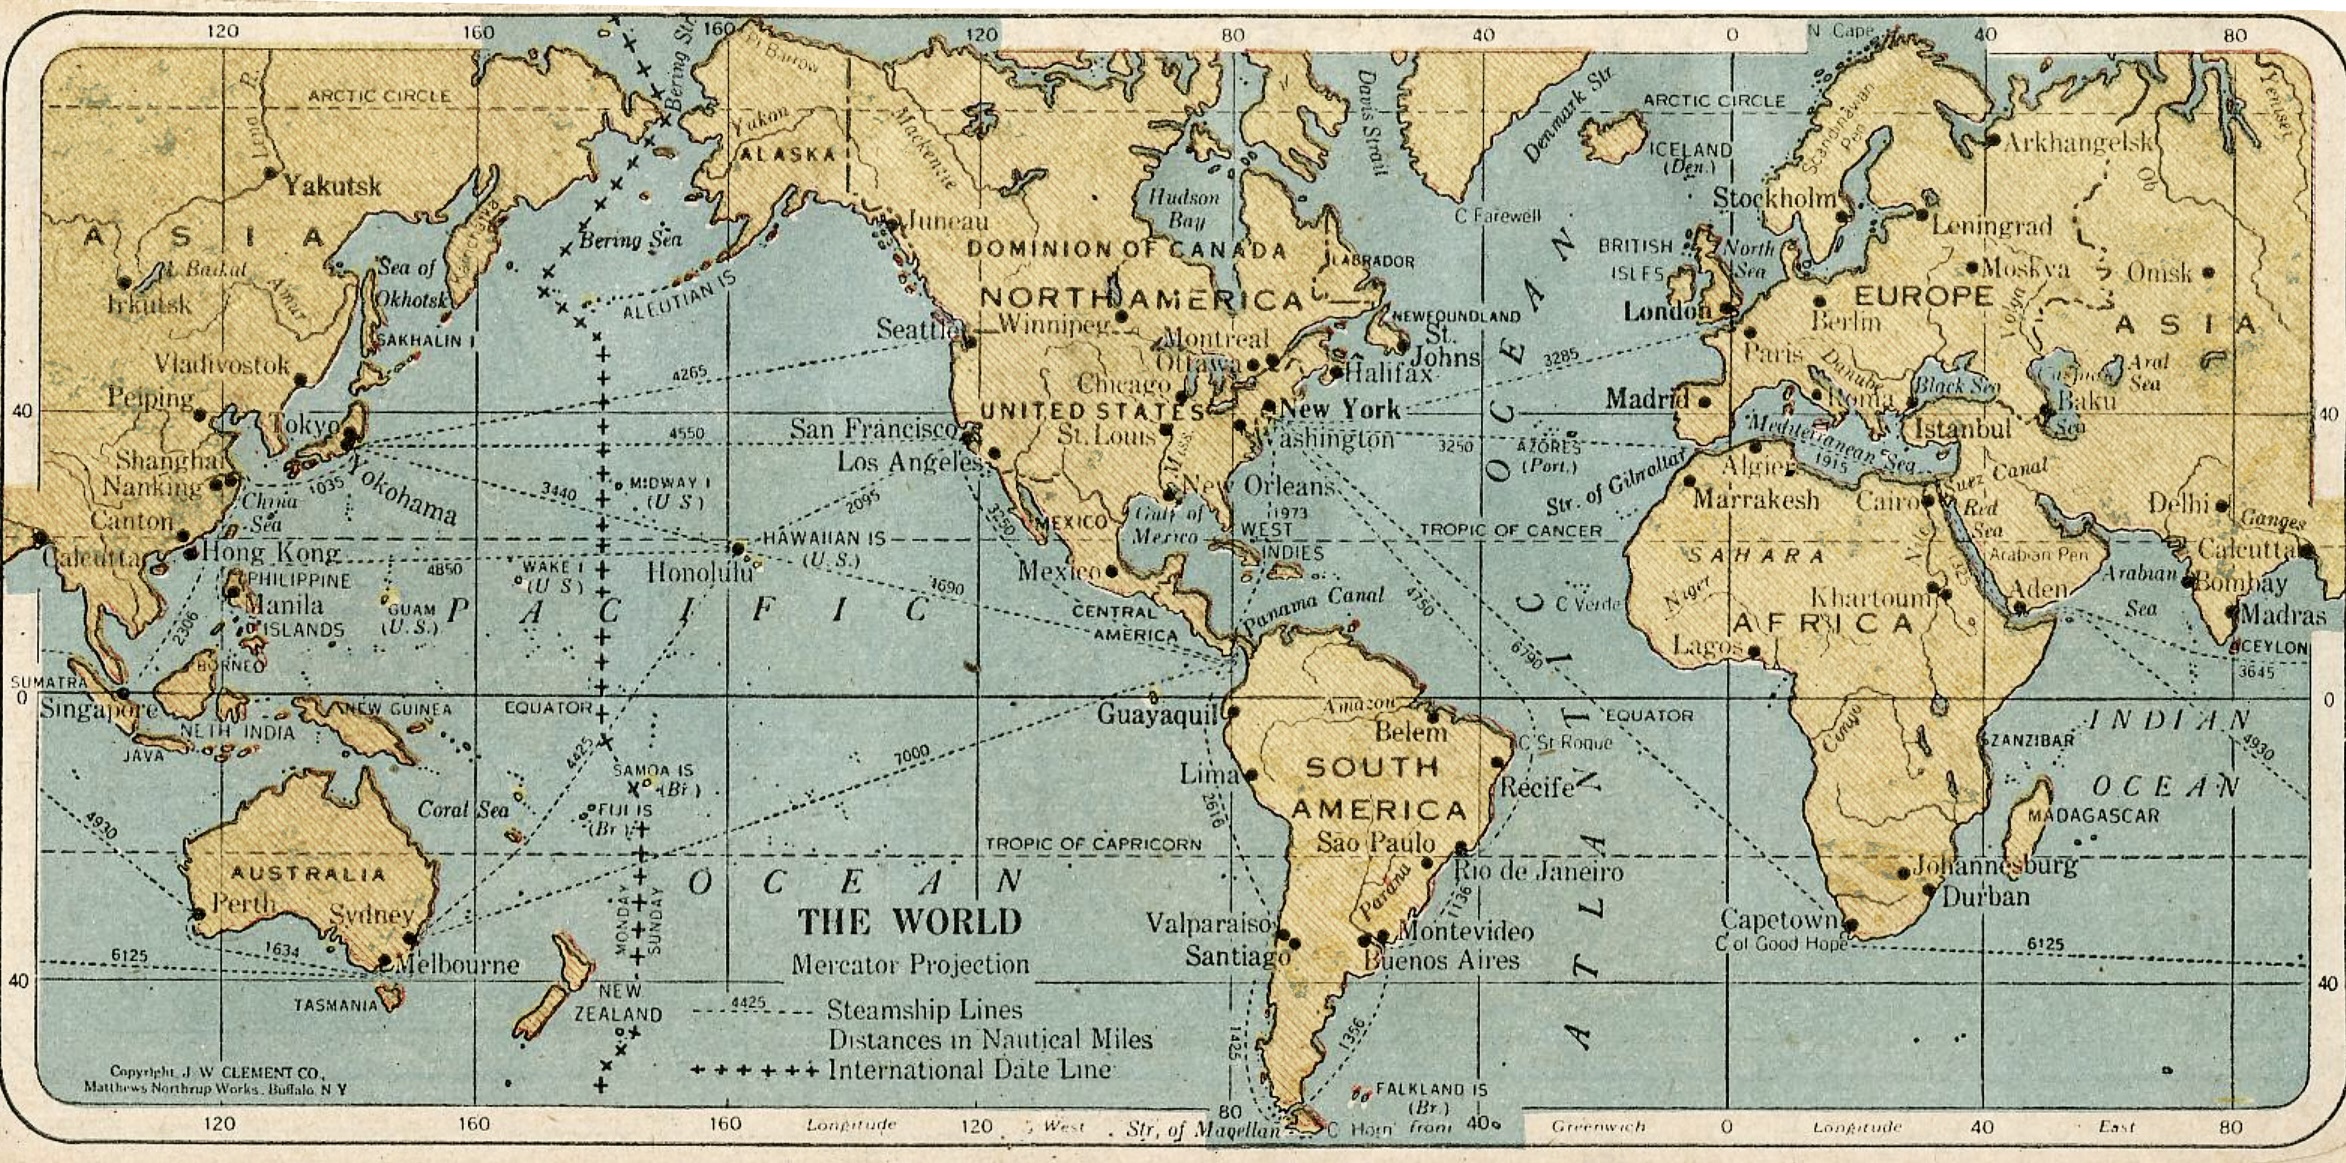 120
160
160
120
80
40
0
N Cape
40
80
Bering Str.
Pt Barrow
Davis Strait
Denmark Str
Yenisei
Lena R.
ARCTIC CIRCLE
ARCTIC CIRCLE
Yukon
Mackenzie
ALASKA
ICELAND
(Den.)
Scandinavian
Pen
Arkhangelsk
Ob
Yakutsk
Hudson
Bay
Stockholm
Kamchatka
Juneau
C Farewell
Leningrad
A S I A
Bering Sea
DOMINION OF CANADA
LABRADOR
BRITISH
ISLES
North
Sea
L Baikal
Sea of
Okhotsk
Moskva
Omsk
Irkutsk
Amur
ALEUTIAN IS
NORTH AMERICA
EUROPE
Volga
SAKHALIN I
Seattle
Winnipeg
NEWFOUNDLAND
London
Berlin
A S I A
Montreal
St.
Johns
Vladivostok
Ottawa
3285
Paris
Danube
Caspian
Sea
Aral
Sea
Peiping
4265
Chicago
Halifax
Black Sea
40
UNITED STATES
New York
Madrid
Roma
Baku
40
Tokyo
4550
San Francisco
St. Louis
Miss.
Washington
3250
AZORES
(Port.)
Mediterranean Sea
1915
Istanbul
Shanghai
Los Angeles
Str. of Gibraltar
Algiers
Suez Canal
Nanking
1035
Yokohama
3440
MIDWAY I
(U S)
2095
3250
New Orleans
Marrakesh
Cairo
Red
Sea
Delhi
China
Sea
Canton
MEXICO
Gulf of
Mexico
1973
WEST
INDIES
TROPIC OF CANCER
Nile
Ganges
Calcutta
Hong Kong
HAWAIIAN IS
(U.S.)
SAHARA
Arabian Pen
Calcutta
4850
WAKE I
(U S)
Honolulu
Mexico
PHILIPPINE
ISLANDS
4690
Panama Canal
4750
C Verde
Niger
Khartoum
325
Aden
Arabian
Sea
Bombay
Manila
GUAM
(U.S.)
P A C I F I C
CENTRAL
AMERICA
AFRICA
Madras
2306
6790
Lagos
CEYLON
BORNEO
3645
SUMATRA
0
0
Singapore
NEW GUINEA
EQUATOR
Guayaquil
Amazon
EQUATOR
Congo
INDIAN
NETH INDIA
Belem
JAVA
4425
7000
C St Roque
ZANZIBAR
4930
SAMOA IS
(Br.)
Lima
SOUTH
AMERICA
Recife
OCEAN
Coral Sea
FIJI IS
(Br.)
2616
4930
MADAGASCAR
TROPIC OF CAPRICORN
São Paulo
AUSTRALIA
O C E A N
Paraná
1136
Rio de Janeiro
Johannesburg
Perth
Sydney
MONDAY
SUNDAY
THE WORLD
Valparaiso
Montevideo
Durban
Capetown
6125
1634
Melbourne
Mercator Projection
Santiago
Buenos Aires
C of Good Hope
6125
40
40
TASMANIA
NEW
ZEALAND
4425
Steamship Lines
Distances in Nautical Miles
International Date Line
1425
1356
ATLANTIC OCEAN
Copyright, J. W. CLEMENT CO.,
Matthews Northrup Works, Buffalo, N Y
FALKLAND IS
(Br.)
120
160
160
Longitude
120
West
80
Str. of Magellan
C Horn
from
40
Greenwich
0
Longitude
40
East
80